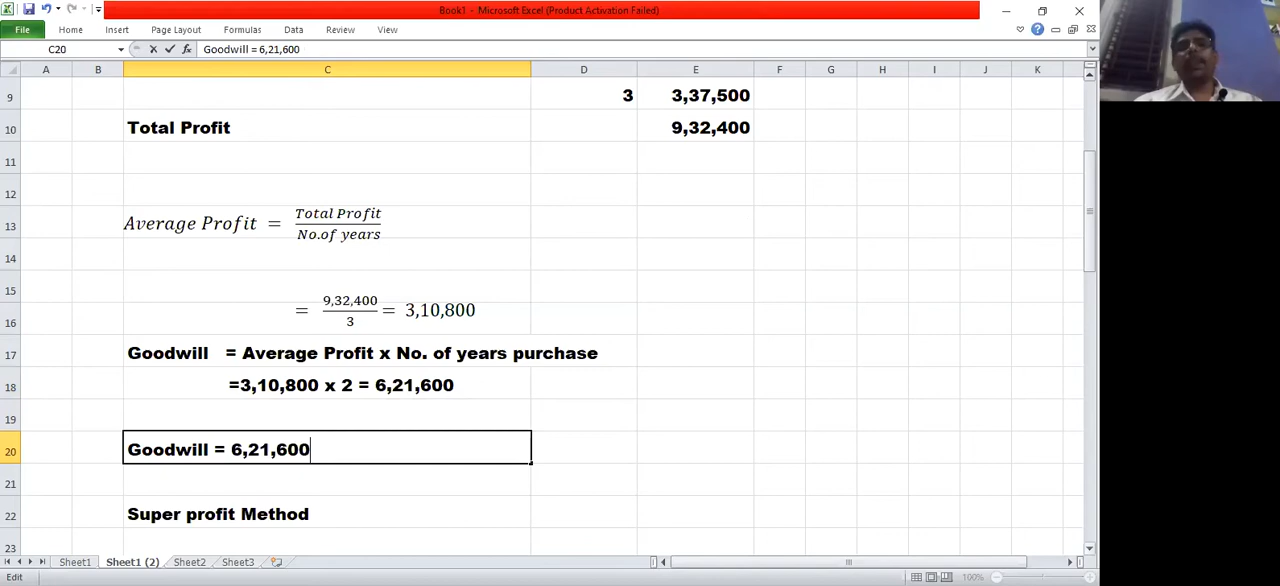 Book1 - Microsoft Excel (Product Activation Failed)
File Home Insert Page Layout Formulas Data Review View
C20 fx Goodwill = 6,21,600
A B C D E F G H I J K
9 3 3,37,500
10 Total Profit 9,32,400
11
12
13 Average Profit = Total Profit / No.of years
14
15
16 = 9,32,400 / 3 = 3,10,800
17 Goodwill = Average Profit x No. of years purchase
18 =3,10,800 x 2 = 6,21,600
19
20 Goodwill = 6,21,600
21
22 Super profit Method
23
Sheet1 Sheet1 (2) Sheet2 Sheet3
Edit 100%